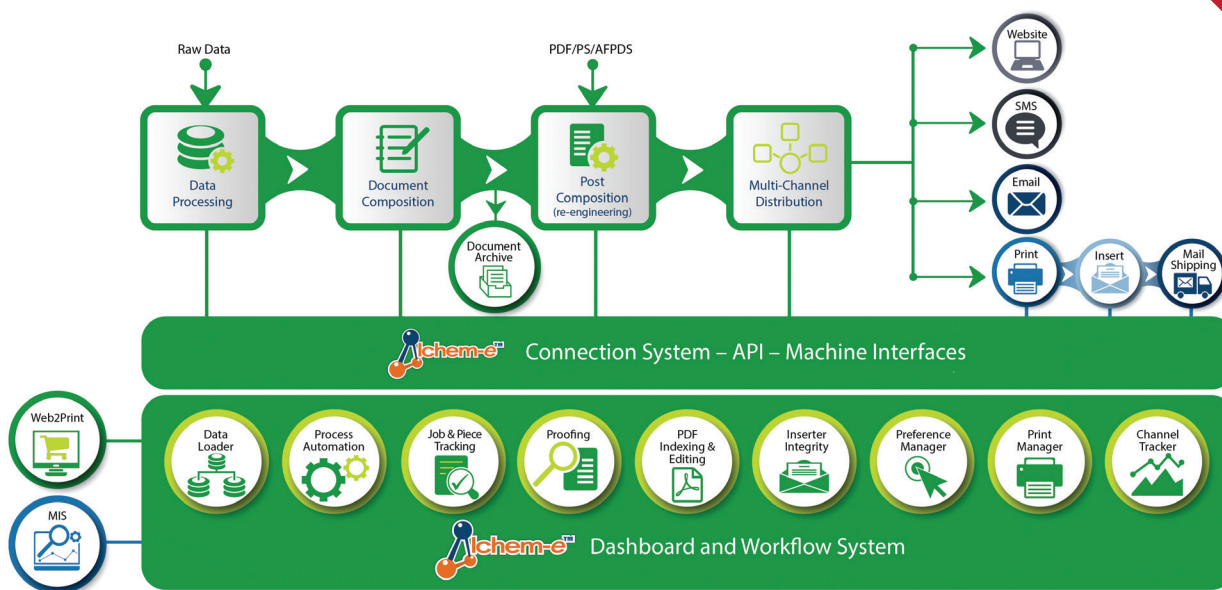 Raw Data
PDF/PS/AFPDS
Data
Processing
Document
Composition
Post
Composition
(re-engineering)
Multi-Channel
Distribution
Document
Archive
Website
SMS
Email
Print
Insert
Mail
Shipping
lchem-e™ Connection System – API – Machine Interfaces
Web2Print
MIS
Data
Loader
Process
Automation
Job & Piece
Tracking
Proofing
PDF
Indexing &
Editing
Inserter
Integrity
Preference
Manager
Print
Manager
Channel
Tracker
lchem-e™ Dashboard and Workflow System